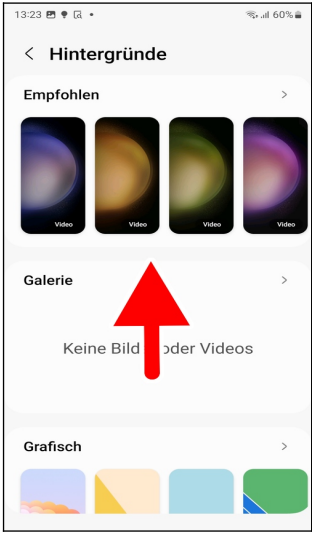 13:23 60%
Hintergründe
Empfohlen
Video Video Video Video
Galerie
Keine Bild oder Videos
Grafisch